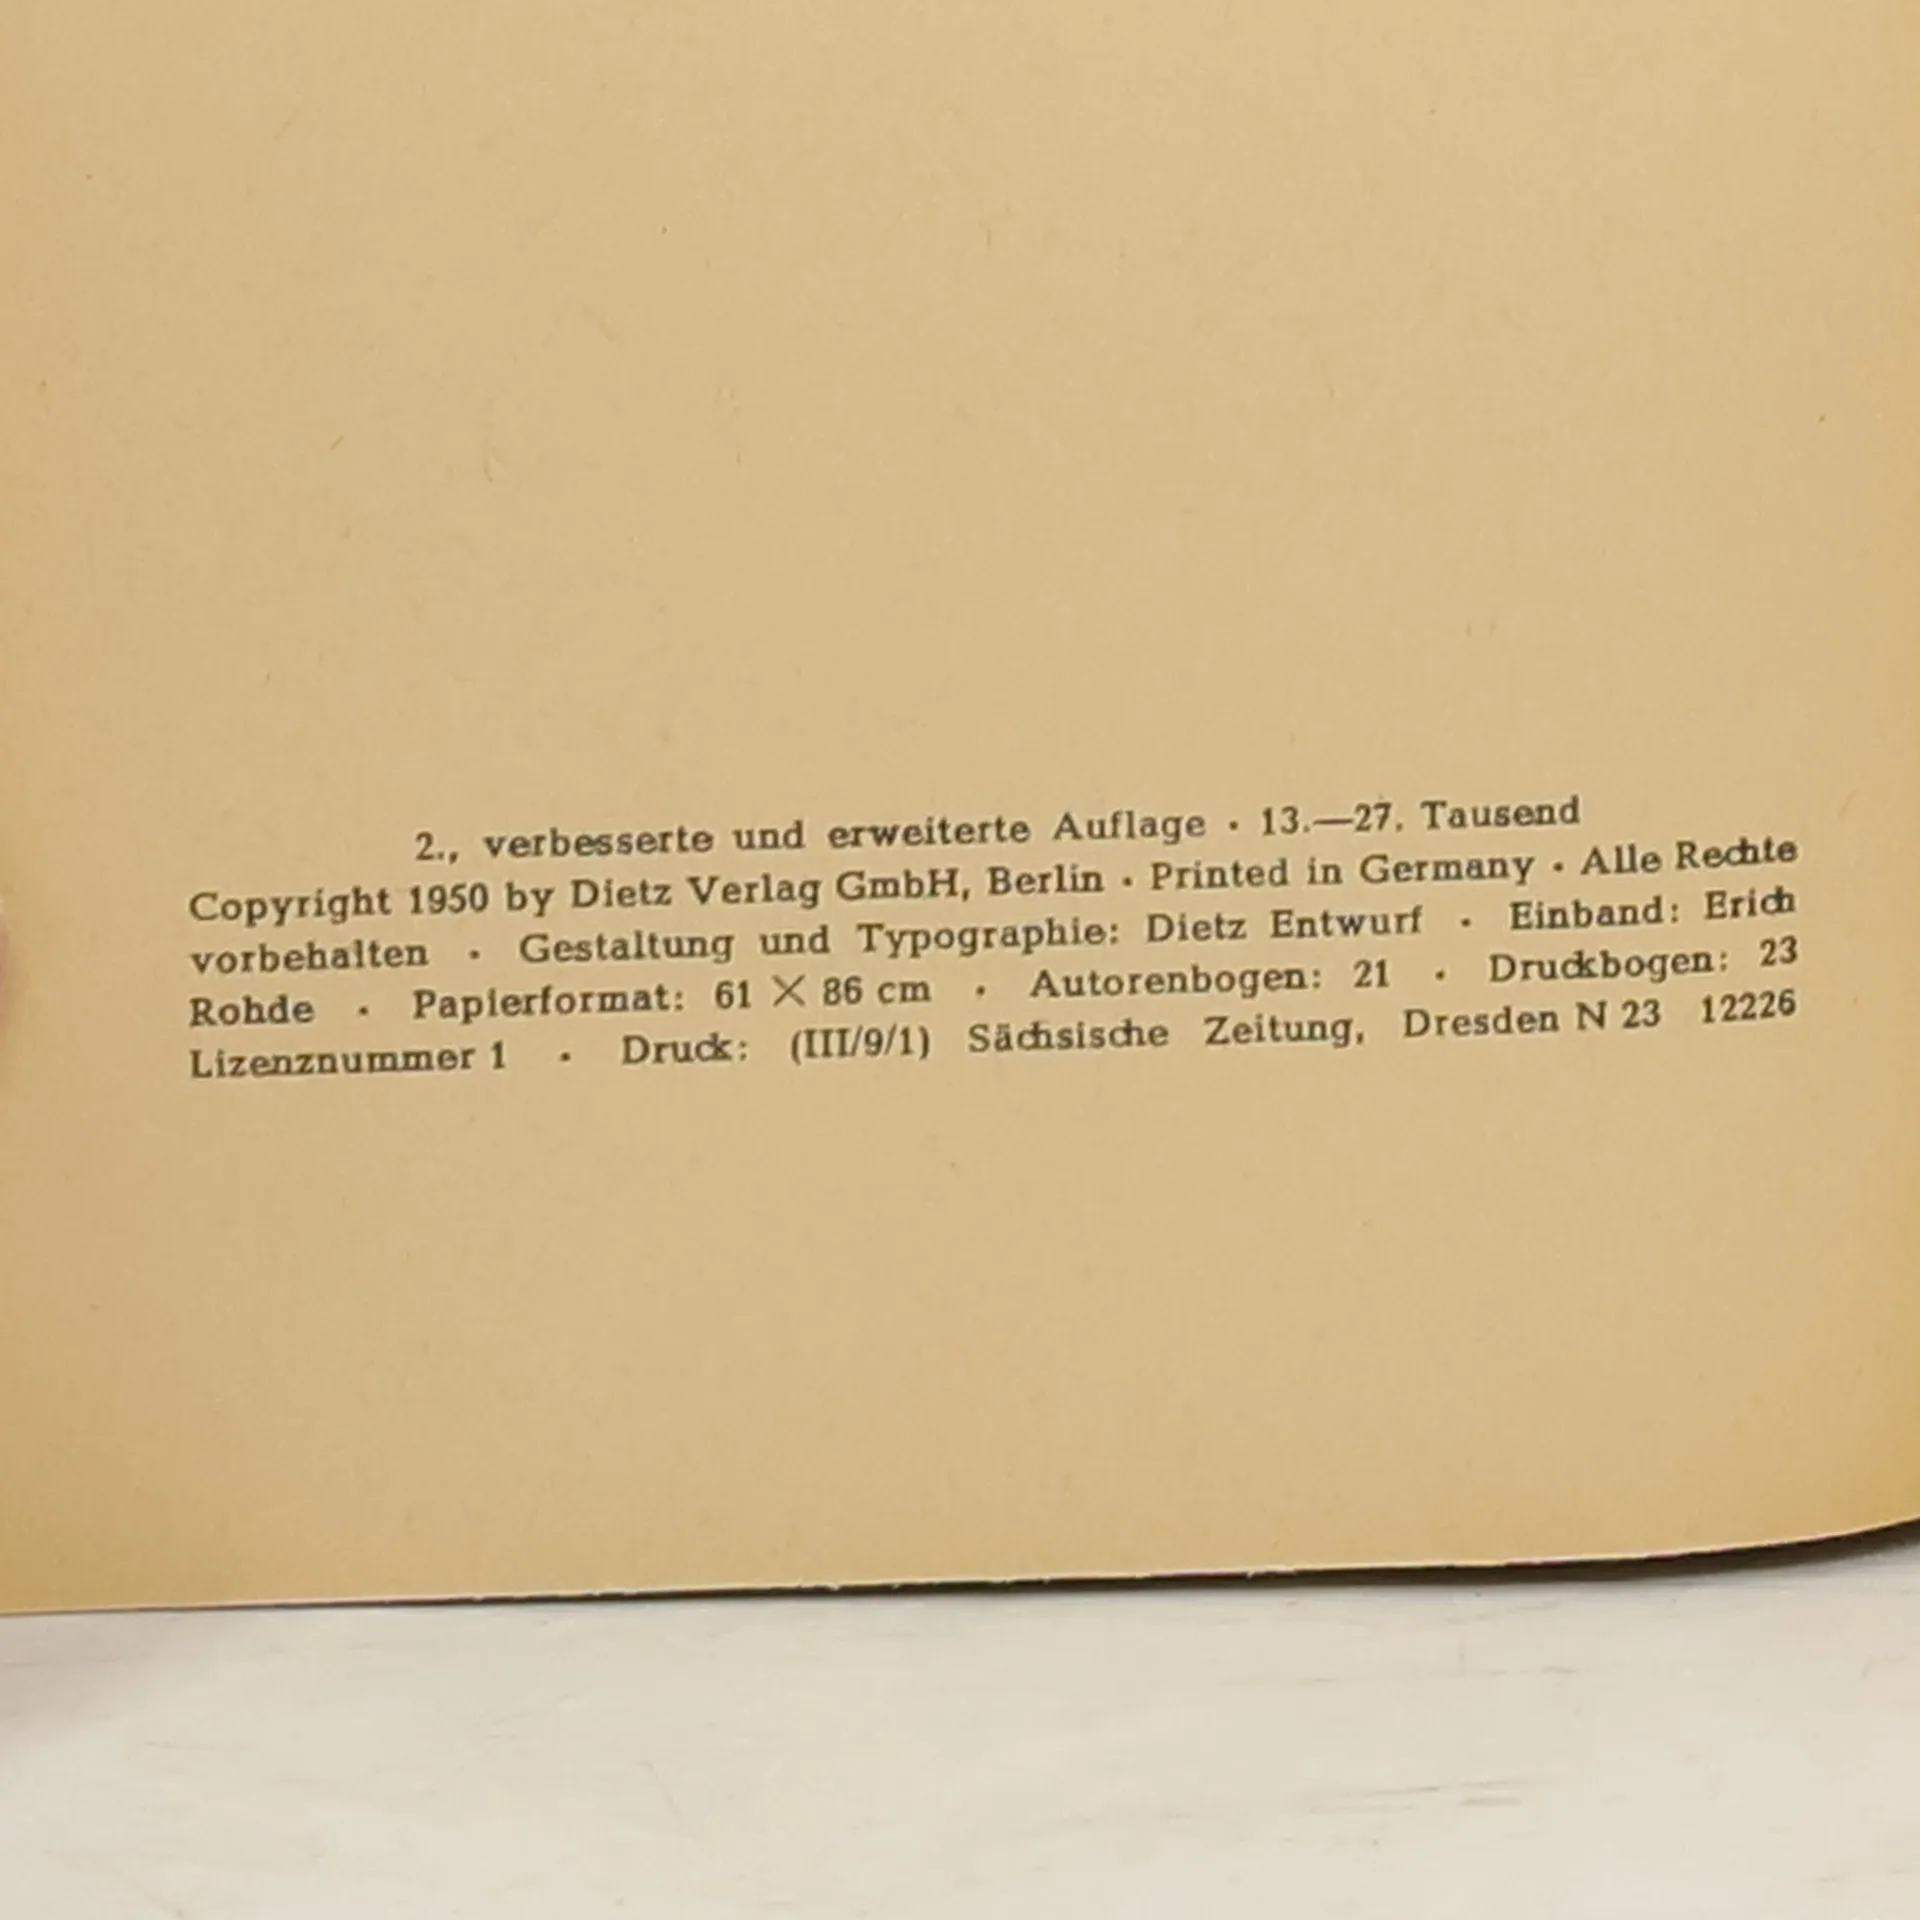 2., verbesserte und erweiterte Auflage · 13.—27. Tausend
Copyright 1950 by Dietz Verlag GmbH, Berlin · Printed in Germany · Alle Rechte
vorbehalten · Gestaltung und Typographie: Dietz Entwurf · Einband: Erich
Rohde · Papierformat: 61 × 86 cm · Autorenbogen: 21 · Druckbogen: 23
Lizenznummer 1 · Druck: (III/9/1) Sächsische Zeitung, Dresden N 23 12226